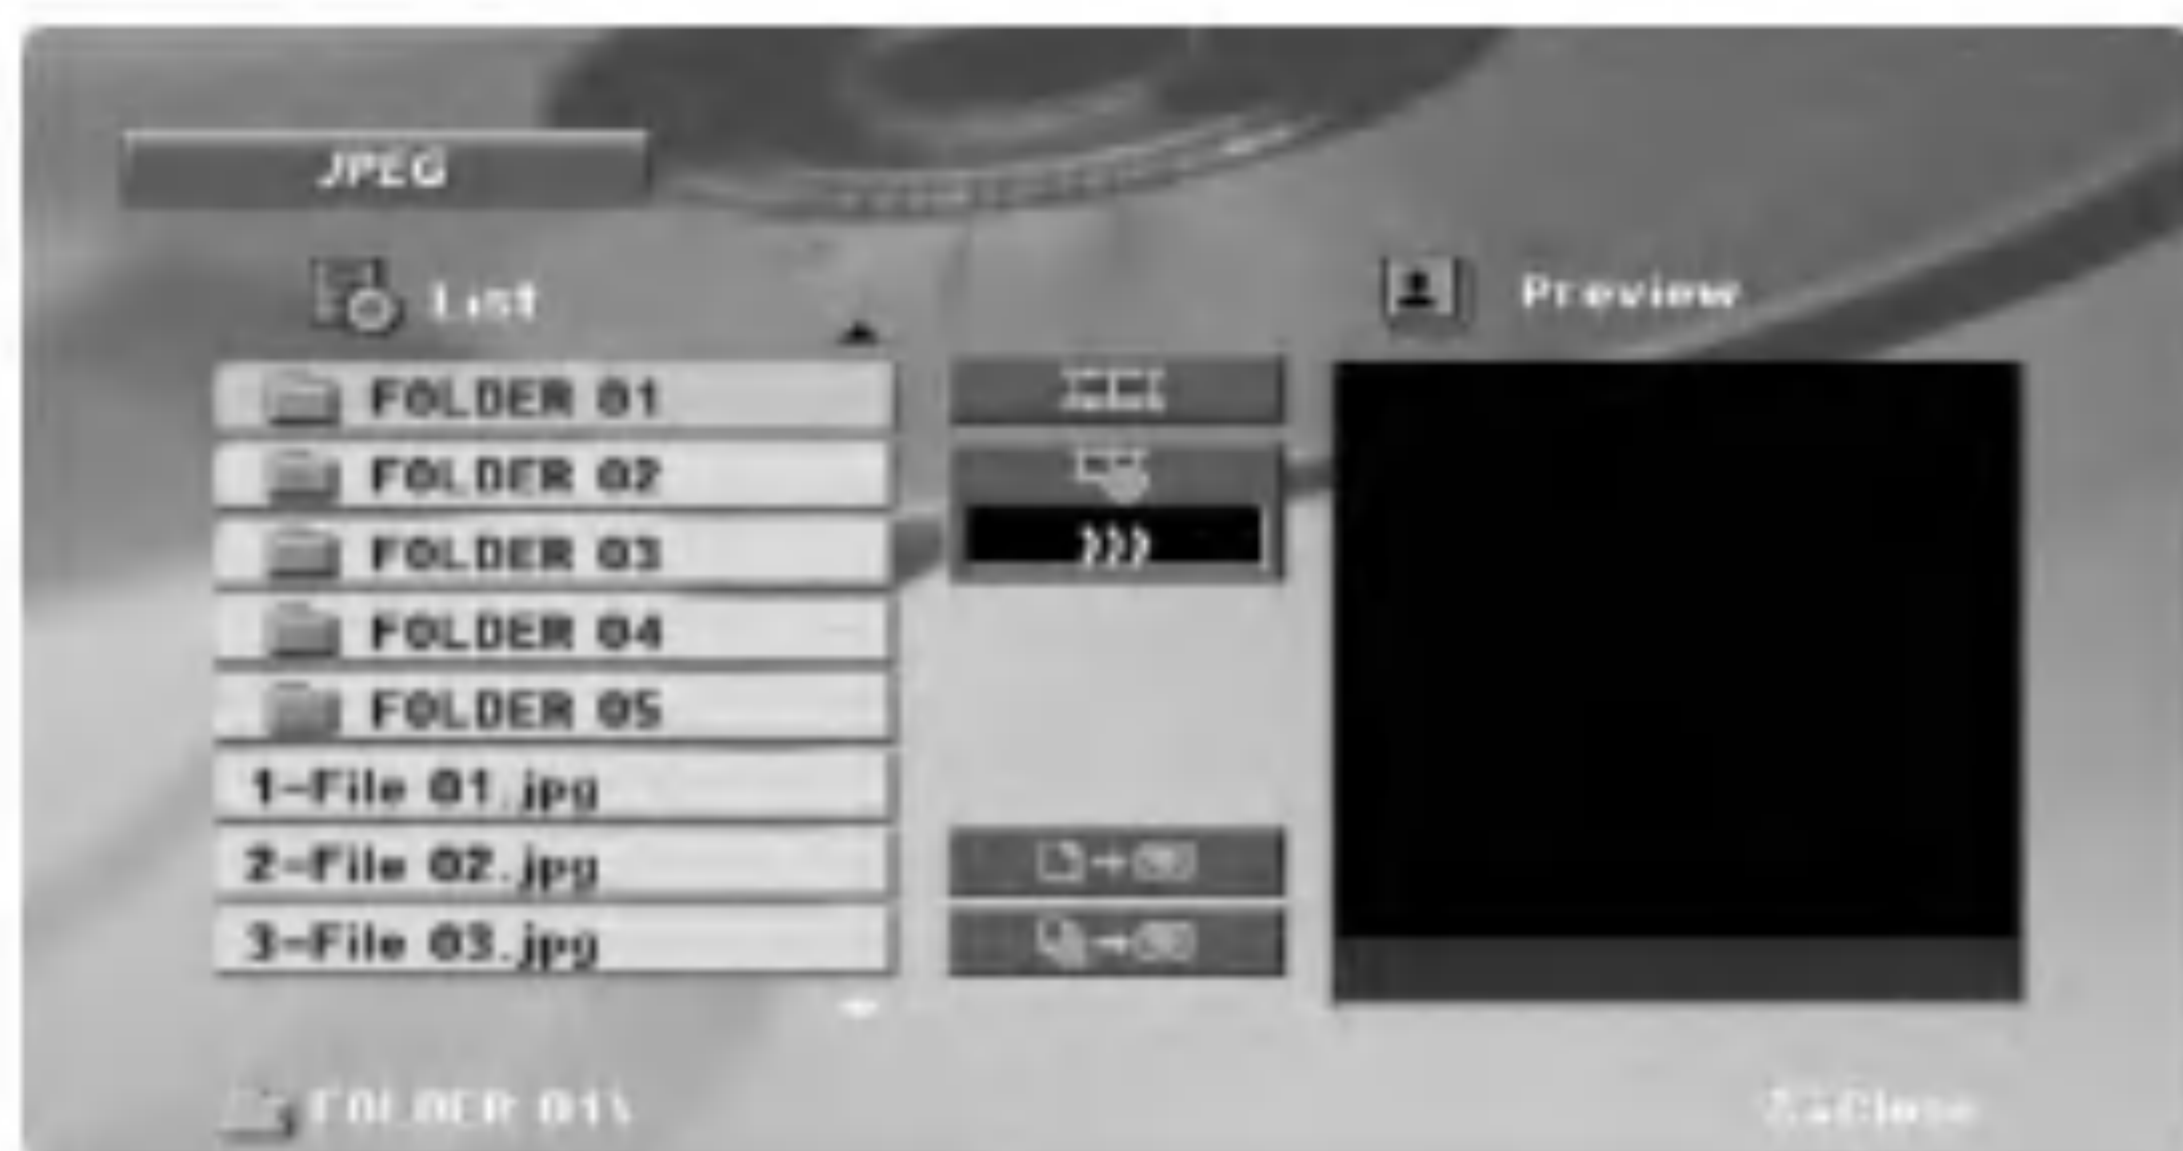 JPEG
List
Preview
FOLDER 01
FOLDER 02
FOLDER 03
FOLDER 04
FOLDER 05
1-File 01.jpg
2-File 02.jpg
3-File 03.jpg
FOLDER 01\
Close